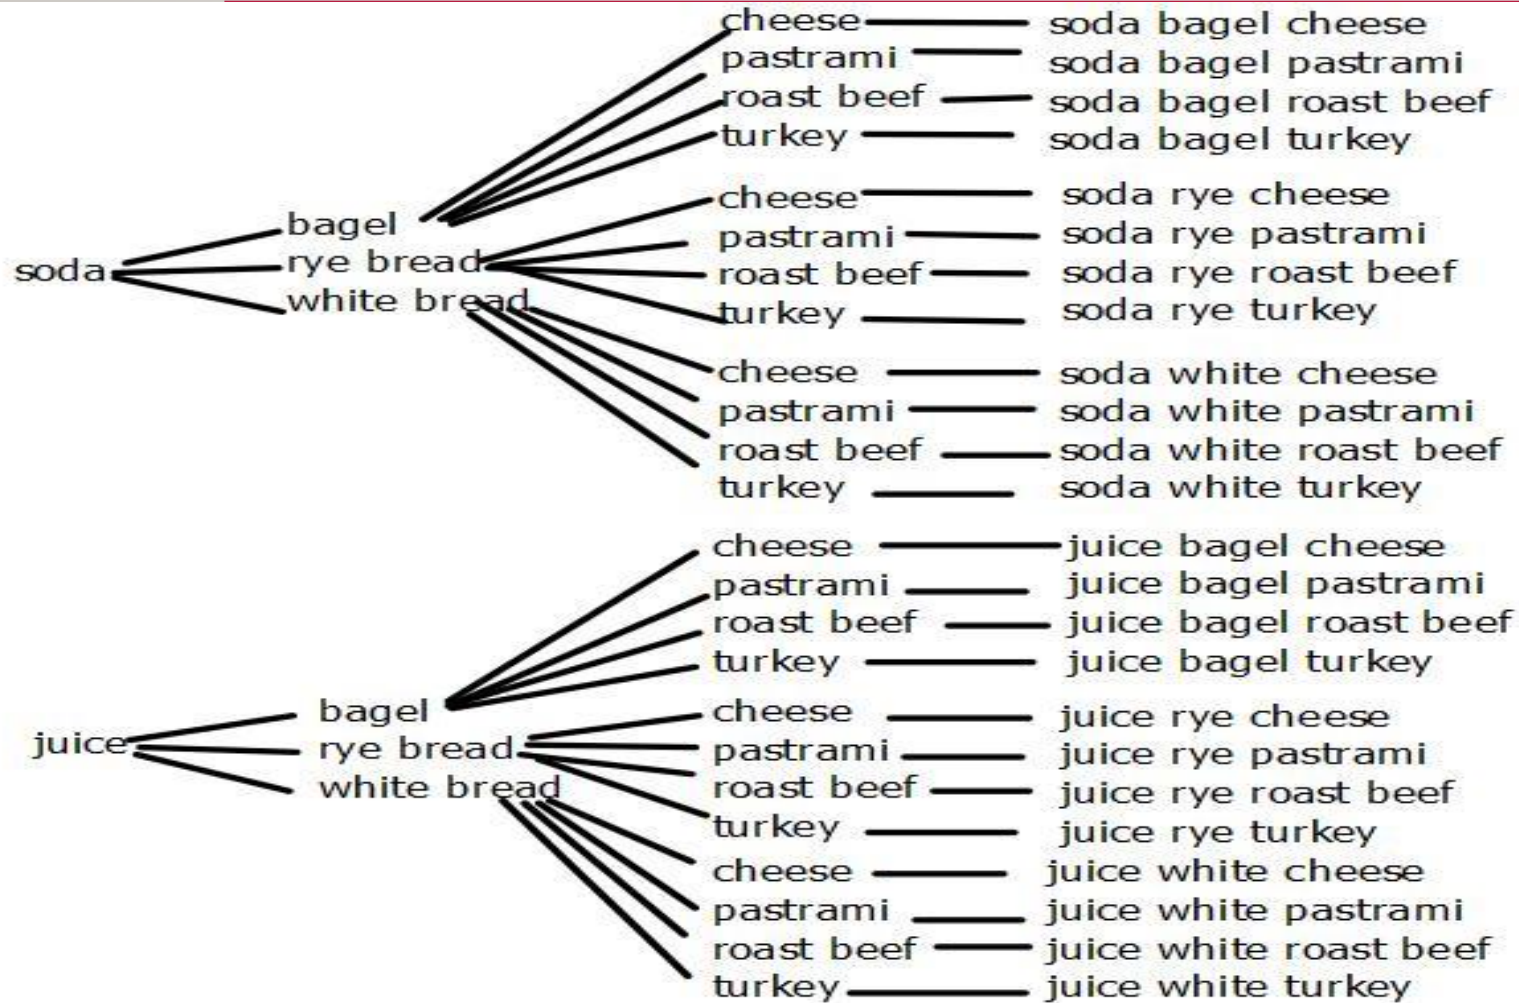 cheese soda bagel cheese
pastrami soda bagel pastrami
roast beef soda bagel roast beef
turkey soda bagel turkey
cheese soda rye cheese
bagel
pastrami soda rye pastrami
soda rye bread roast beef soda rye roast beef
white bread turkey soda rye turkey
cheese soda white cheese
pastrami soda white pastrami
roast beef soda white roast beef
turkey soda white turkey
cheese juice bagel cheese
pastrami juice bagel pastrami
roast beef juice bagel roast beef
turkey juice bagel turkey
bagel cheese juice rye cheese
juice rye bread pastrami juice rye pastrami
white bread roast beef juice rye roast beef
turkey juice rye turkey
cheese juice white cheese
pastrami juice white pastrami
roast beef juice white roast beef
turkey juice white turkey